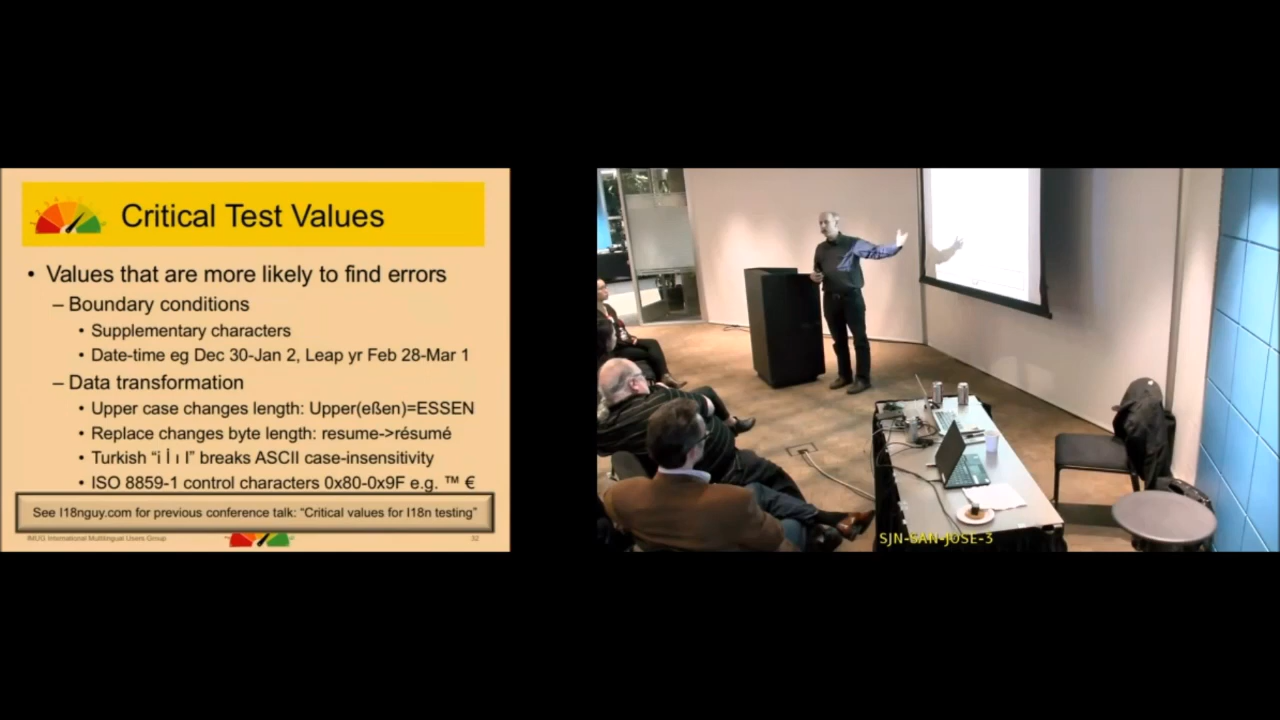 Critical Test Values
• Values that are more likely to find errors
– Boundary conditions
• Supplementary characters
• Date-time eg Dec 30-Jan 2, Leap yr Feb 28-Mar 1
– Data transformation
• Upper case changes length: Upper(eßen)=ESSEN
• Replace changes byte length: resume->résumé
• Turkish “i İ ı I” breaks ASCII case-insensitivity
• ISO 8859-1 control characters 0x80-0x9F e.g. ™ €
See I18nguy.com for previous conference talk: “Critical values for I18n testing”
IMUG International Multilingual Users Group
32
SJN-SAN-JOSE-3